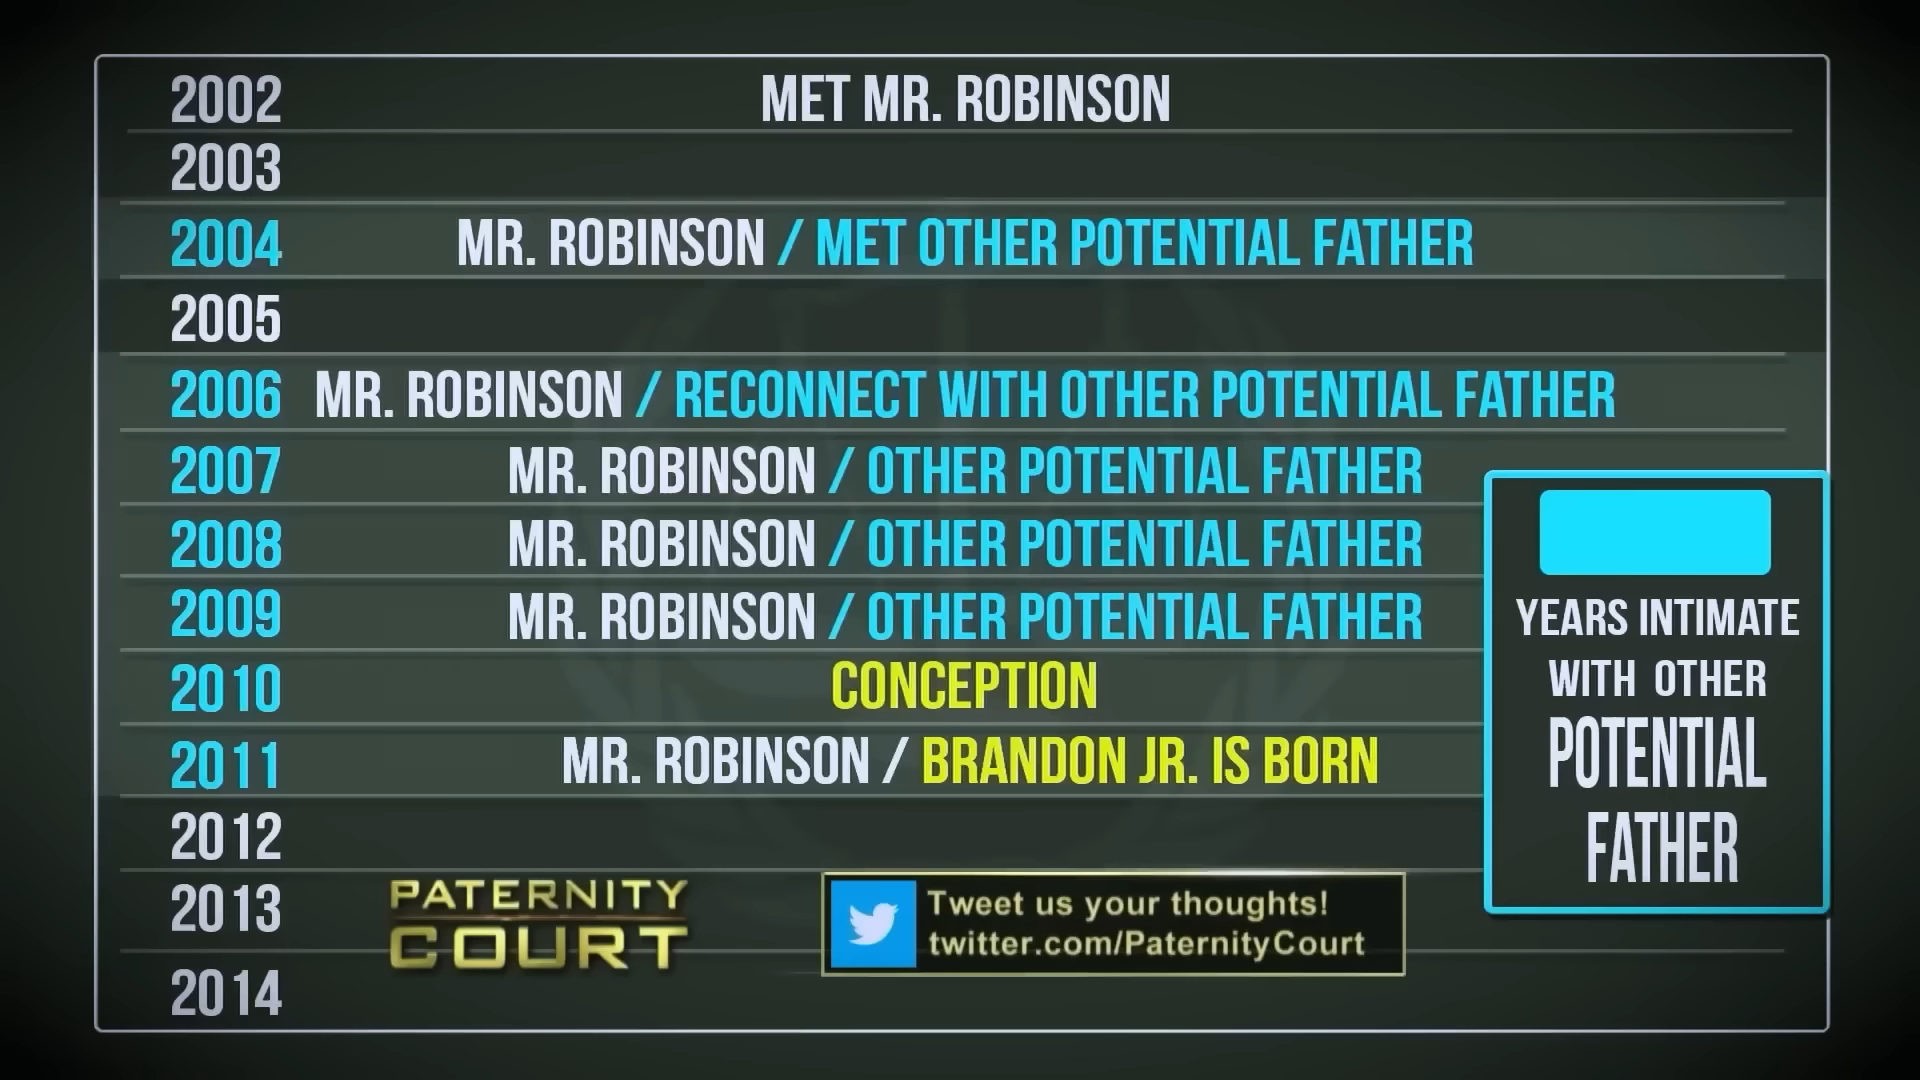 2002 MET MR. ROBINSON
2003
2004 MR. ROBINSON / MET OTHER POTENTIAL FATHER
2005
2006 MR. ROBINSON / RECONNECT WITH OTHER POTENTIAL FATHER
2007 MR. ROBINSON / OTHER POTENTIAL FATHER
2008 MR. ROBINSON / OTHER POTENTIAL FATHER
2009 MR. ROBINSON / OTHER POTENTIAL FATHER
2010 CONCEPTION
2011 MR. ROBINSON / BRANDON JR. IS BORN
2012
2013
2014
YEARS INTIMATE
WITH OTHER
POTENTIAL
FATHER
PATERNITY
COURT
Tweet us your thoughts!
twitter.com/PaternityCourt